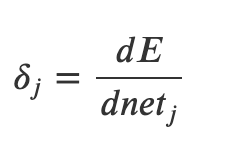 δ_j = dE / dnet_j